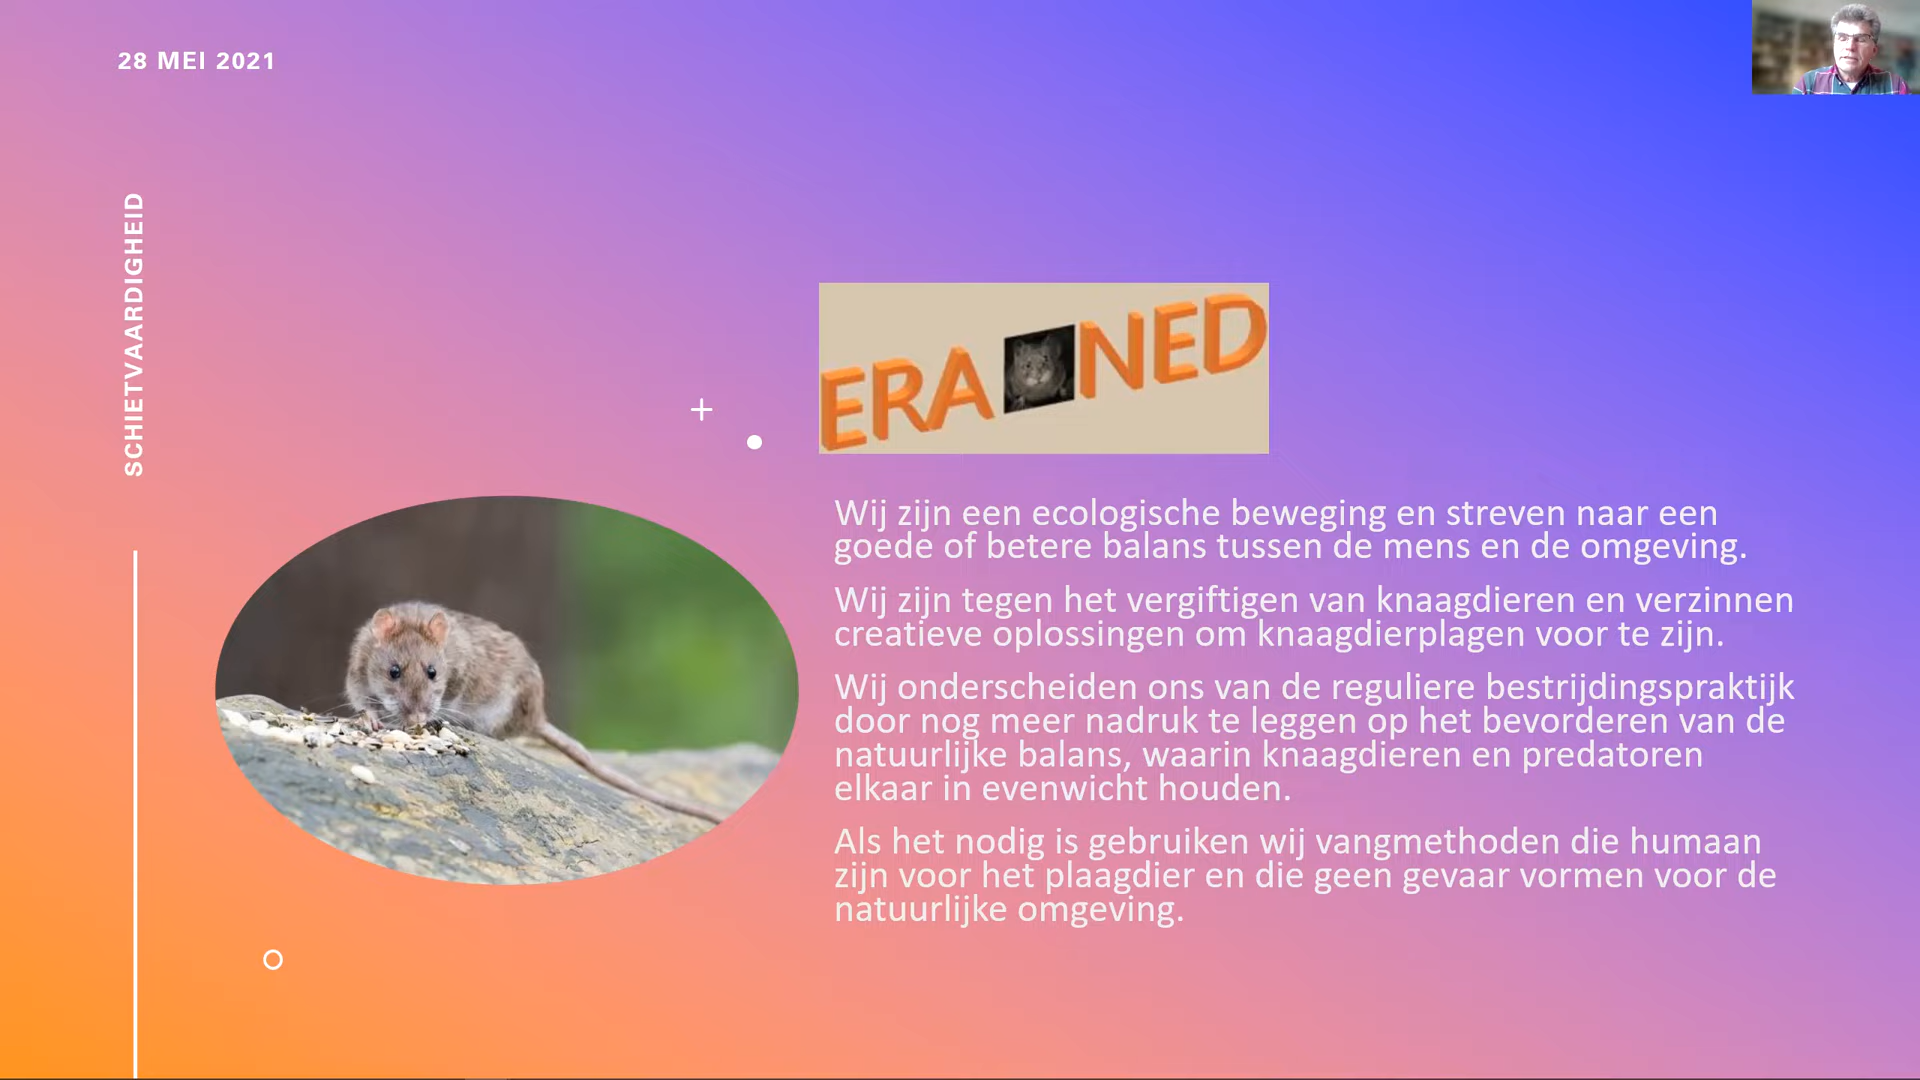 28 MEI 2021
SCHIETVAARDIGHEID
ERA NED
Wij zijn een ecologische beweging en streven naar een
goede of betere balans tussen de mens en de omgeving.
Wij zijn tegen het vergiftigen van knaagdieren en verzinnen
creatieve oplossingen om knaagdierplagen voor te zijn.
Wij onderscheiden ons van de reguliere bestrijdingspraktijk
door nog meer nadruk te leggen op het bevorderen van de
natuurlijke balans, waarin knaagdieren en predatoren
elkaar in evenwicht houden.
Als het nodig is gebruiken wij vangmethoden die humaan
zijn voor het plaagdier en die geen gevaar vormen voor de
natuurlijke omgeving.